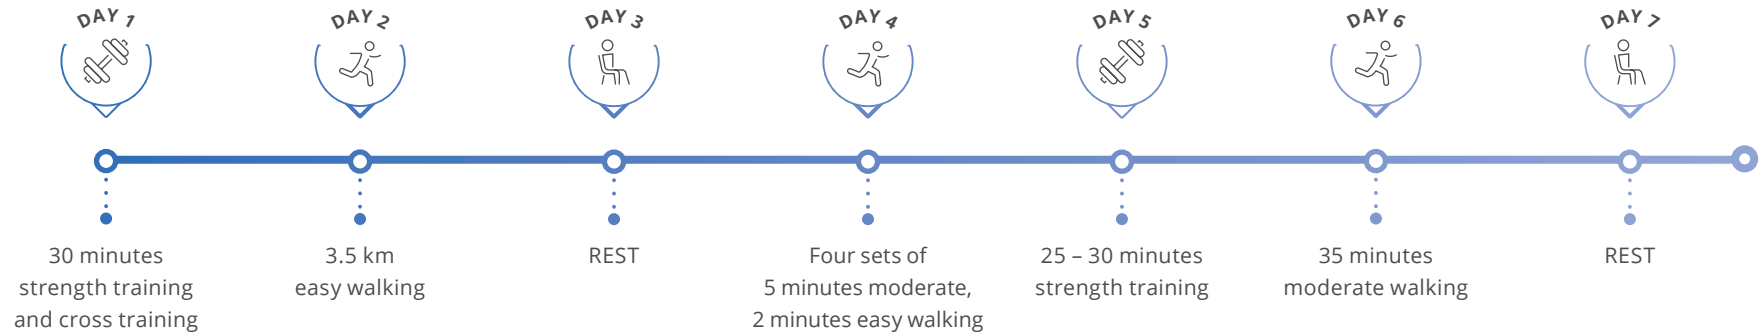 DAY 1
DAY 2
DAY 3
DAY 4
DAY 5
DAY 6
DAY 7
30 minutes
strength training
and cross training
3.5 km
easy walking
REST
Four sets of
5 minutes moderate,
2 minutes easy walking
25 – 30 minutes
strength training
35 minutes
moderate walking
REST